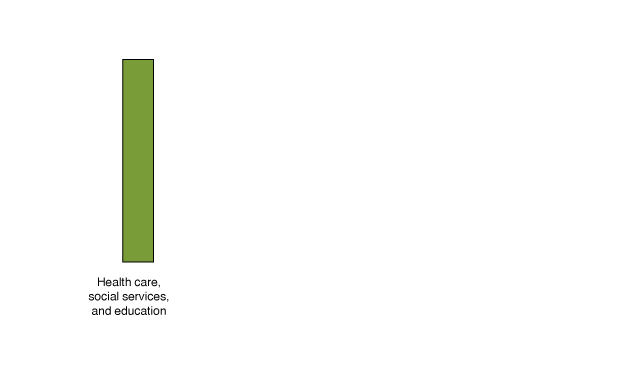 Health care,
social services,
and education